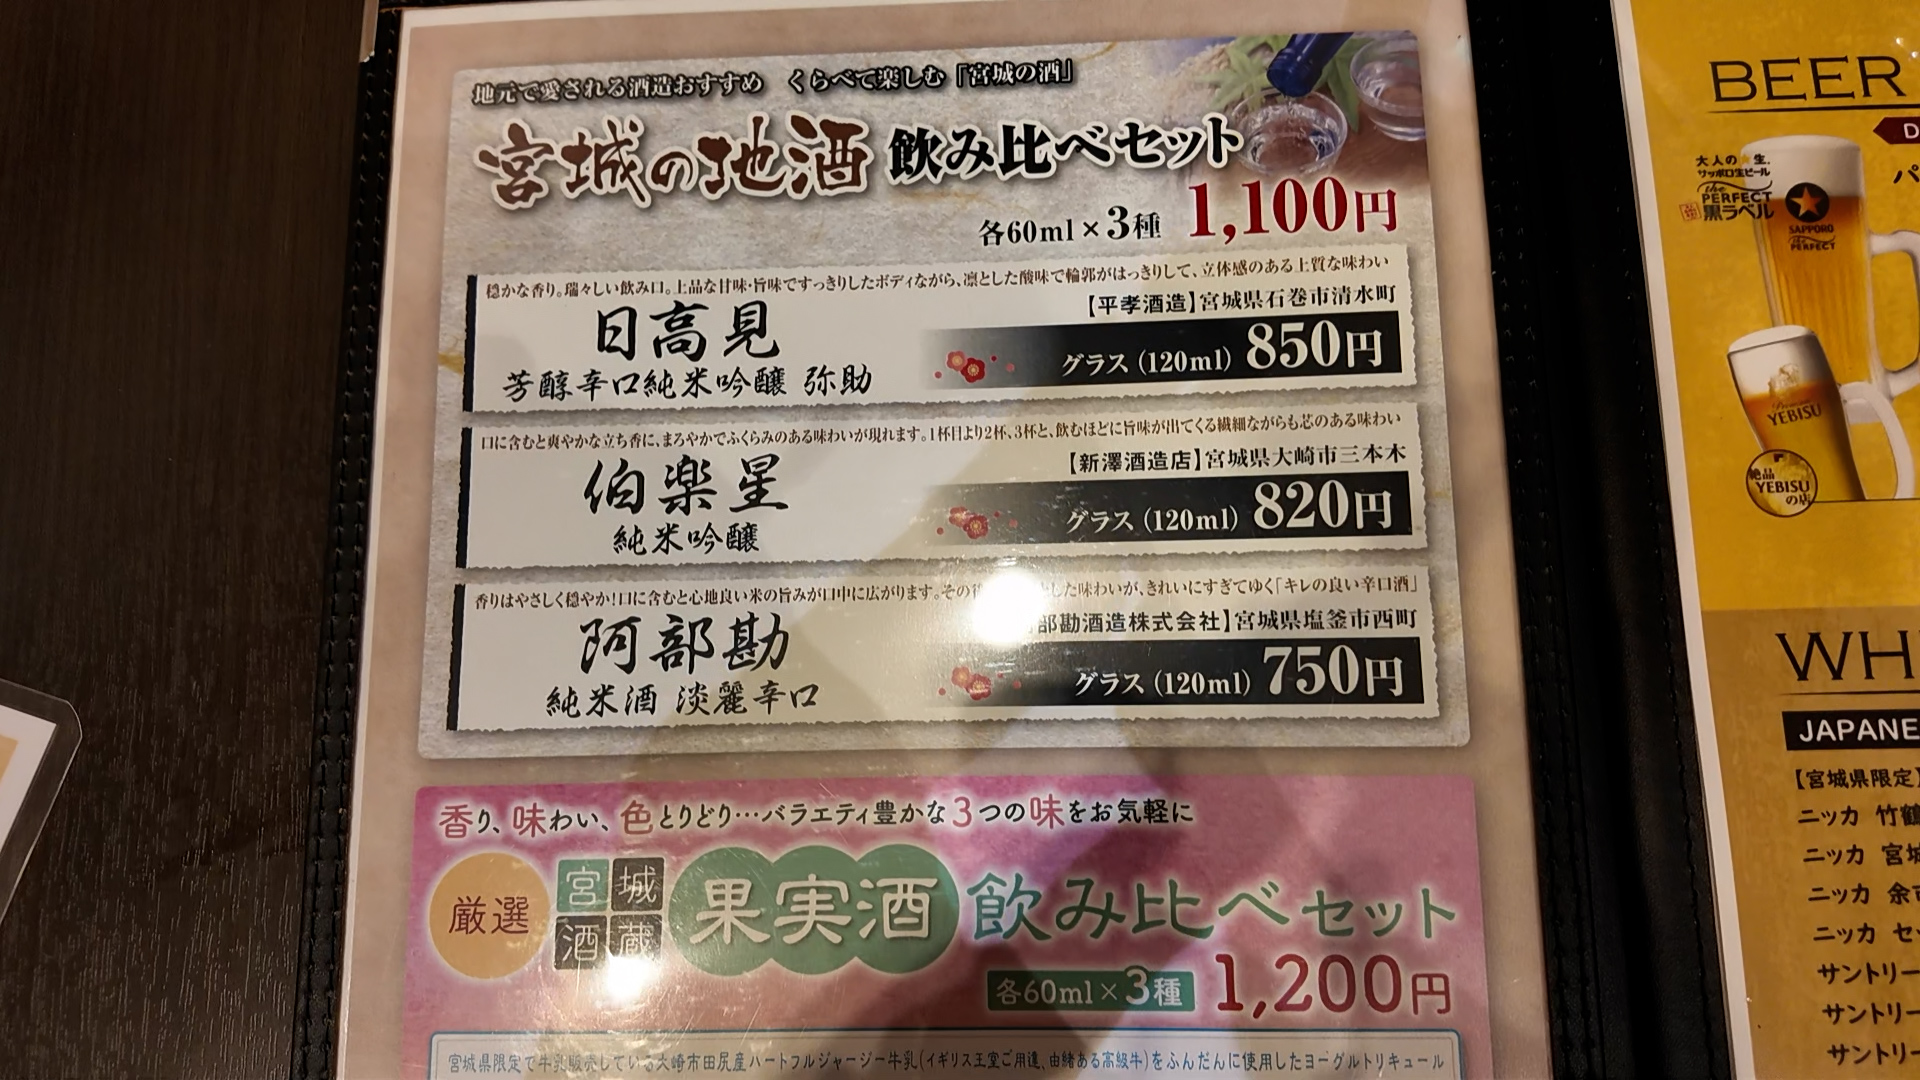 地元で愛される酒造おすすめ　くらべて楽しむ「宮城の酒」
宮城の地酒 飲み比べセット
各60ml×3種 1,100円
穏かな香り。瑞々しい飲み口。上品な甘味・旨味ですっきりしたボディながら、凛とした酸味で輪郭がはっきりして、立体感のある上質な味わい
【平孝酒造】宮城県石巻市清水町
日高見
芳醇辛口純米吟醸 弥助
グラス(120ml) 850円
口に含むと爽やかな立ち香に、まろやかでふくらみのある味わいが現れます。1杯目より2杯、3杯と、飲むほどに旨味が出てくる繊細ながらも芯のある味わい
【新澤酒造店】宮城県大崎市三本木
伯楽星
純米吟醸
グラス(120ml) 820円
香りはやさしく穏やか!口に含むと心地良い米の旨みが口中に広がります。その
した味わいが、きれいにすぎてゆく「キレの良い辛口酒」
部勘酒造株式会社】宮城県塩釜市西町
阿部勘
純米酒 淡麗辛口
グラス(120ml) 750円
香り、味わい、色とりどり…バラエティ豊かな3つの味をお気軽に
厳選 宮城酒蔵 果実酒 飲み比べセット
各60ml×3種 1,200円
宮城県限定で牛乳販売している大崎市田尻産ハートフルジャージー牛乳(イギリス王室ご用達、由緒ある高級牛)をふんだんに使用したヨーグルトリキュール
BEER
D
パ
大人の★生。
サッポロ生ビール
the
PERFECT
黒ラベル
SAPPORO
the
PERFECT
YEBISU
絶品
YEBISU
の店
WH
JAPANE
【宮城県限定】
ニッカ 竹鶴
ニッカ 宮城
ニッカ 余市
ニッカ セッ
サントリー
サントリー
サントリー